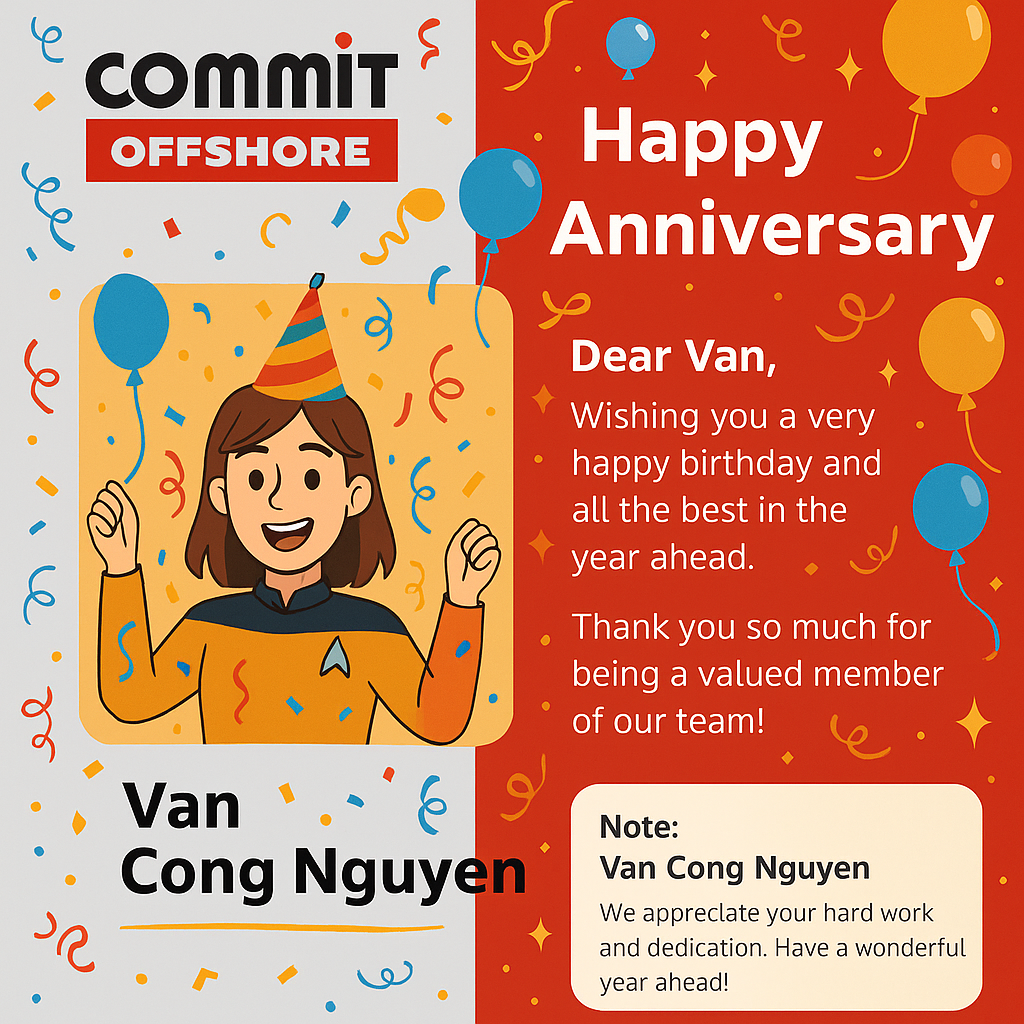 COMMIT
OFFSHORE
Happy
Anniversary
Dear Van,
Wishing you a very
happy birthday and
all the best in the
year ahead.
Thank you so much for
being a valued member
of our team!
Van
Cong Nguyen
Note:
Van Cong Nguyen
We appreclate your hard work
and dedication. Have a wonderful
year ahead!